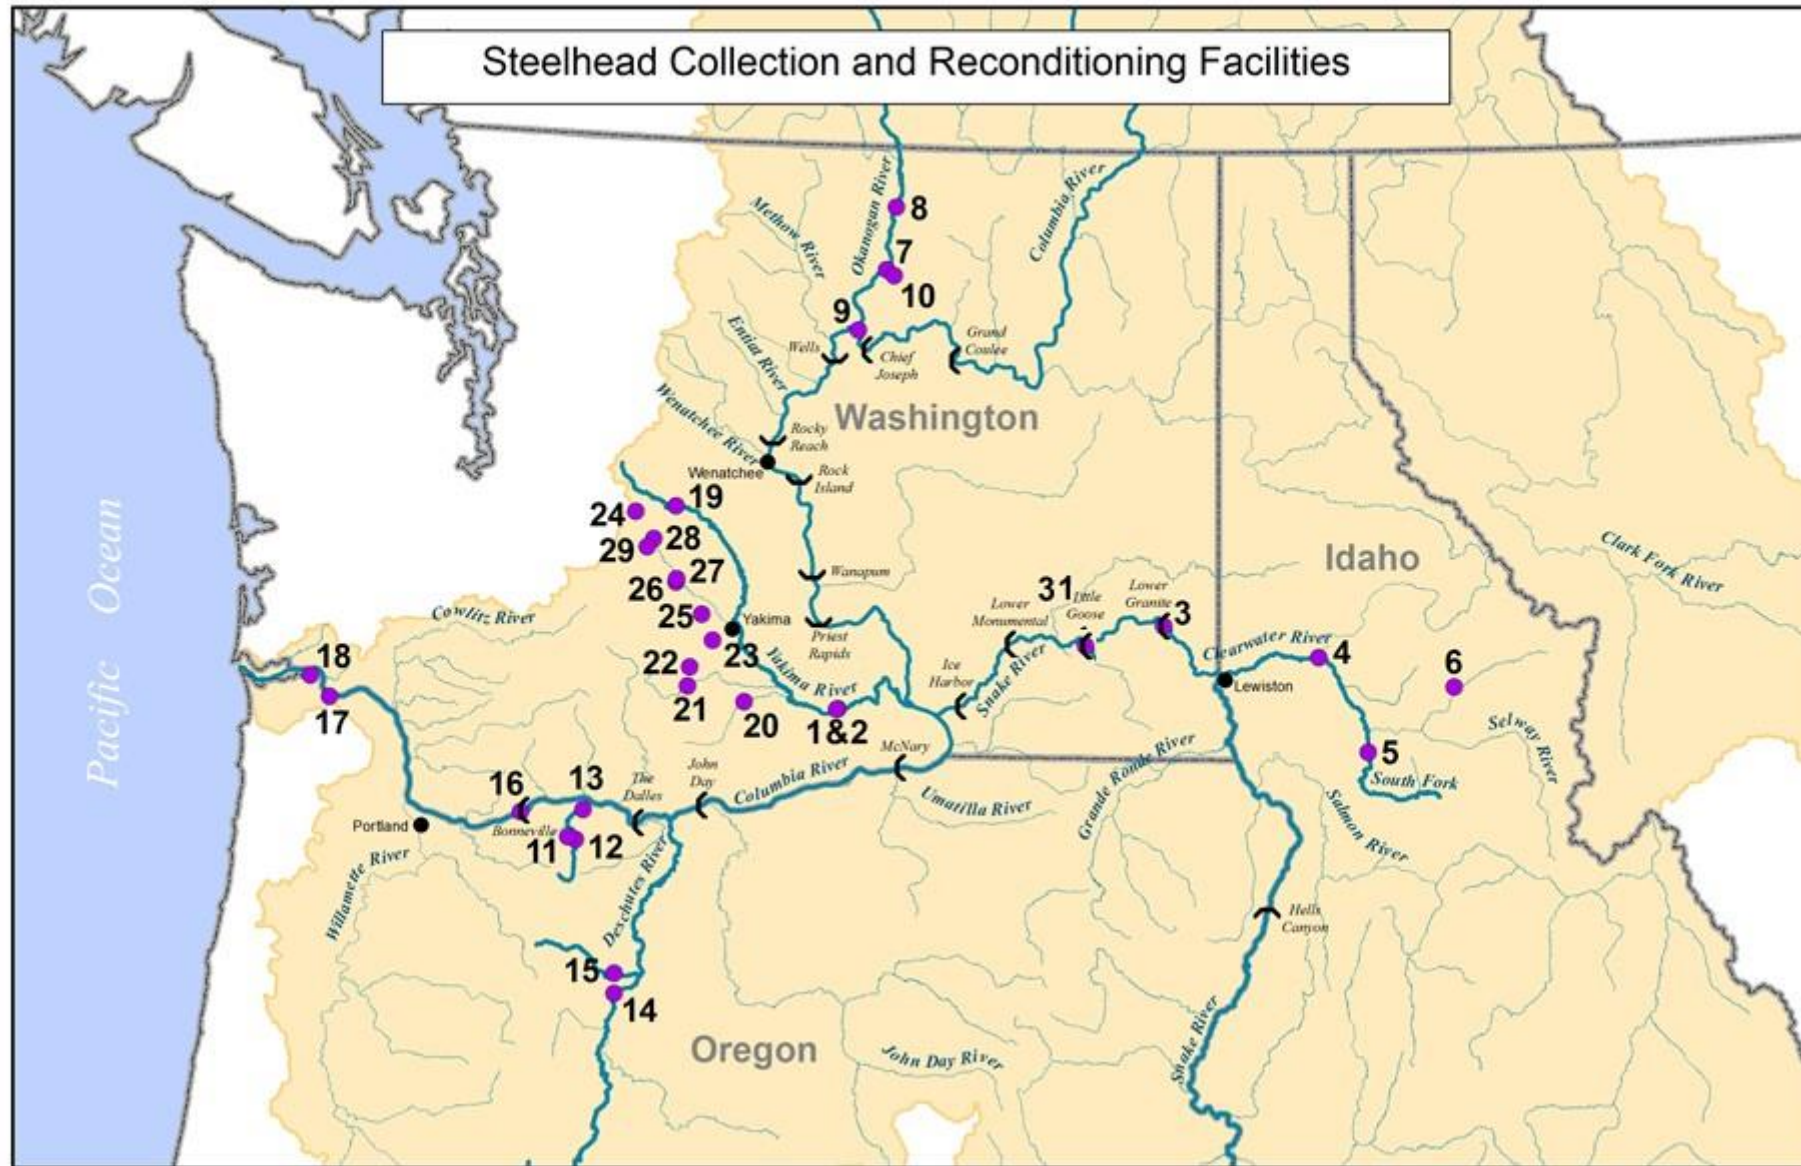 Steelhead Collection and Reconditioning Facilities
Okanogan River
Columbia River
Methow River
8
7
10
9
Entiat River
Wells
Chief
Joseph
Grand
Coulee
Washington
Wenatchee River
Rocky
Reach
Wenatchee
Rock
Island
19
24
28
29
27
26
25
Wanapum
Yakima
23
22
21
20
Yakima River
1&2
Priest
Rapids
Pacific Ocean
Cowlitz River
18
17
Idaho
Clark Fork River
31
Little
Goose
Lower
Granite
Lower
Monumental
3
Clearwater River
4
6
Ice
Harbor
Snake River
Lewiston
Selway River
5
South Fork
McNary
John
Day
Columbia River
Umatilla River
Grande Ronde River
Salmon River
The
Dalles
13
16
Bonneville
Portland
11
12
Willamette River
Deschutes River
15
14
Hells
Canyon
Snake River
Oregon
John Day River